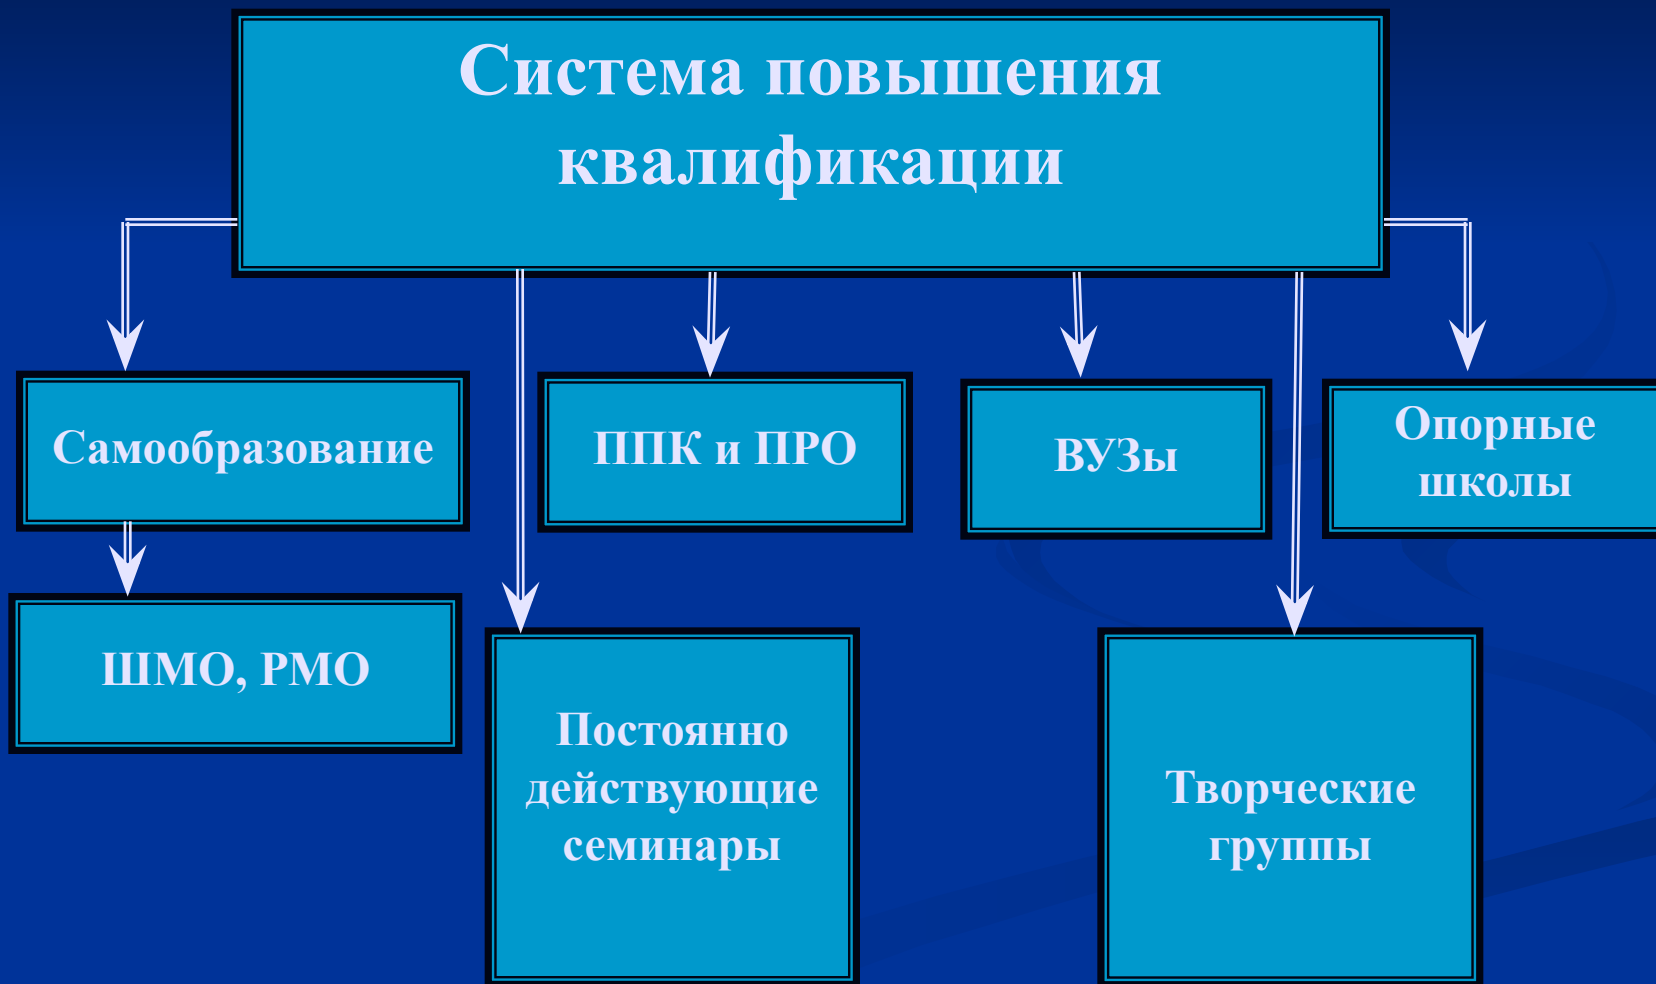 Система повышения
квалификации
Самообразование
ППК и ПРО
ВУЗы
Опорные
школы
ШМО, РМО
Постоянно
действующие
семинары
Творческие
группы